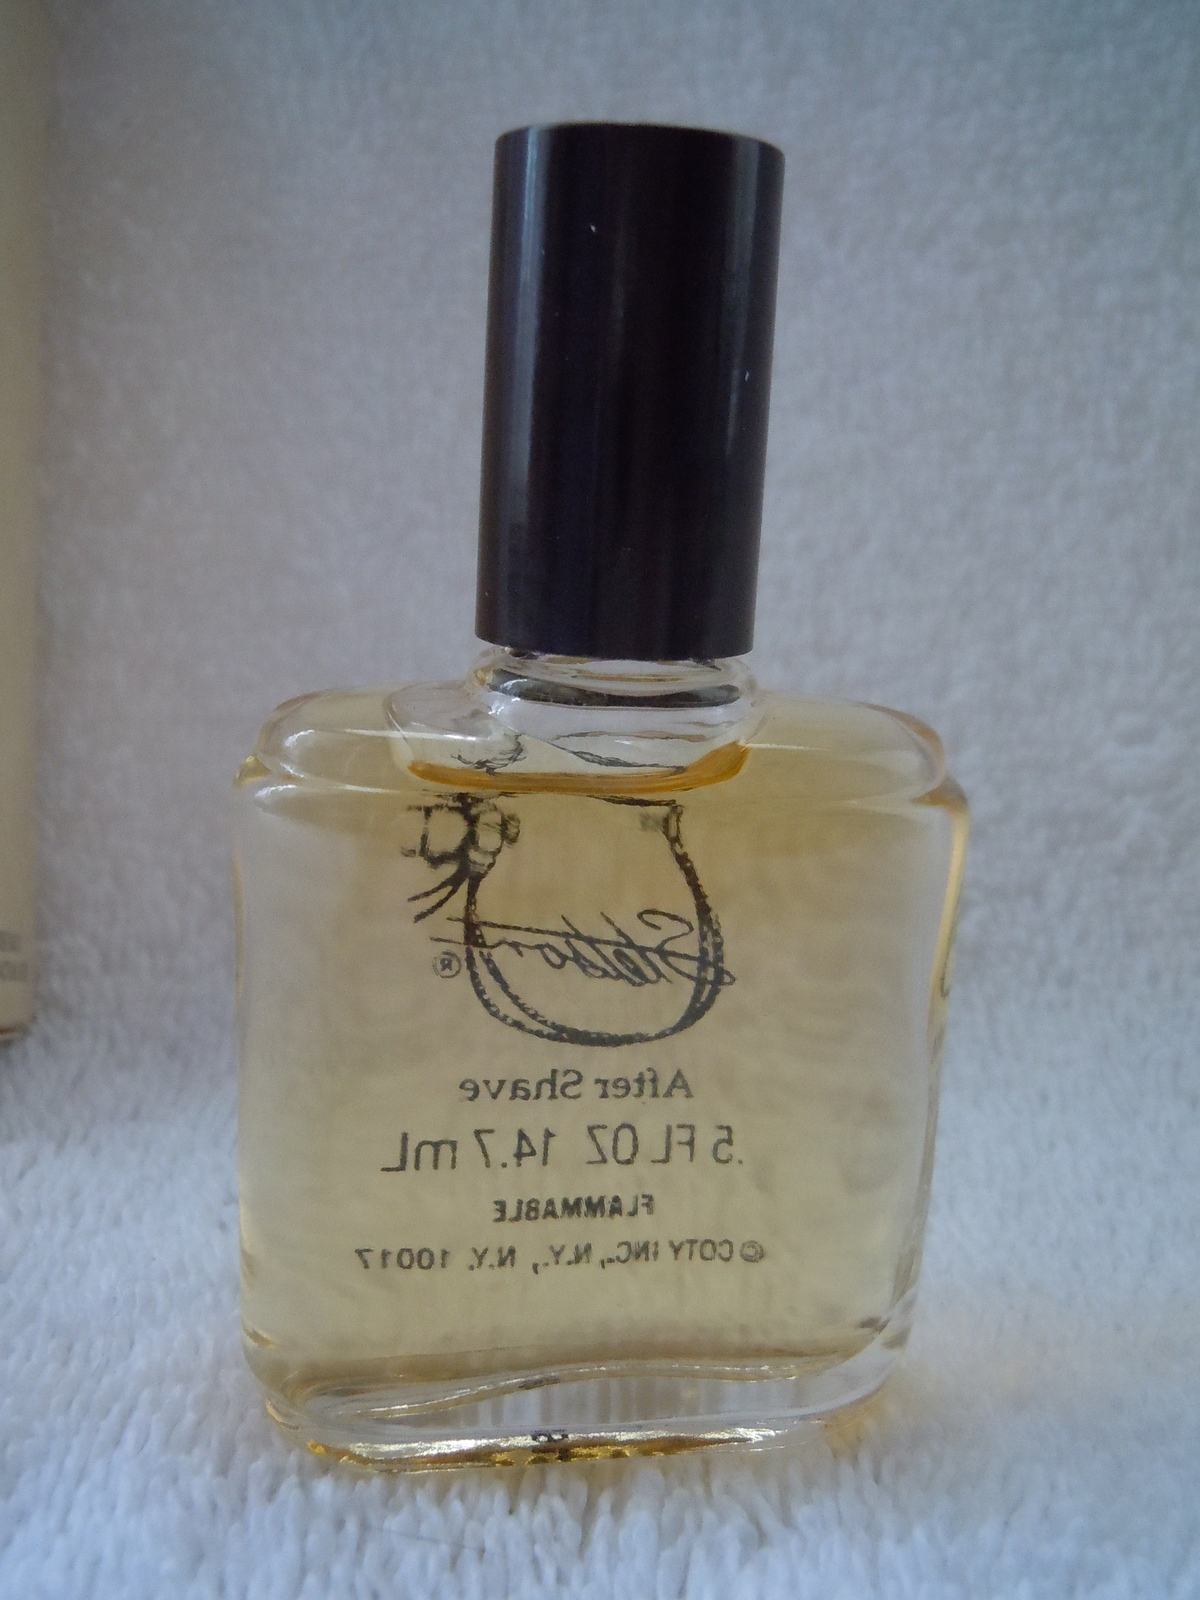 Stetson®
After Shave
.5 FL OZ 14.7 mL
FLAMMABLE
©COTY INC., N.Y., N.Y. 10017